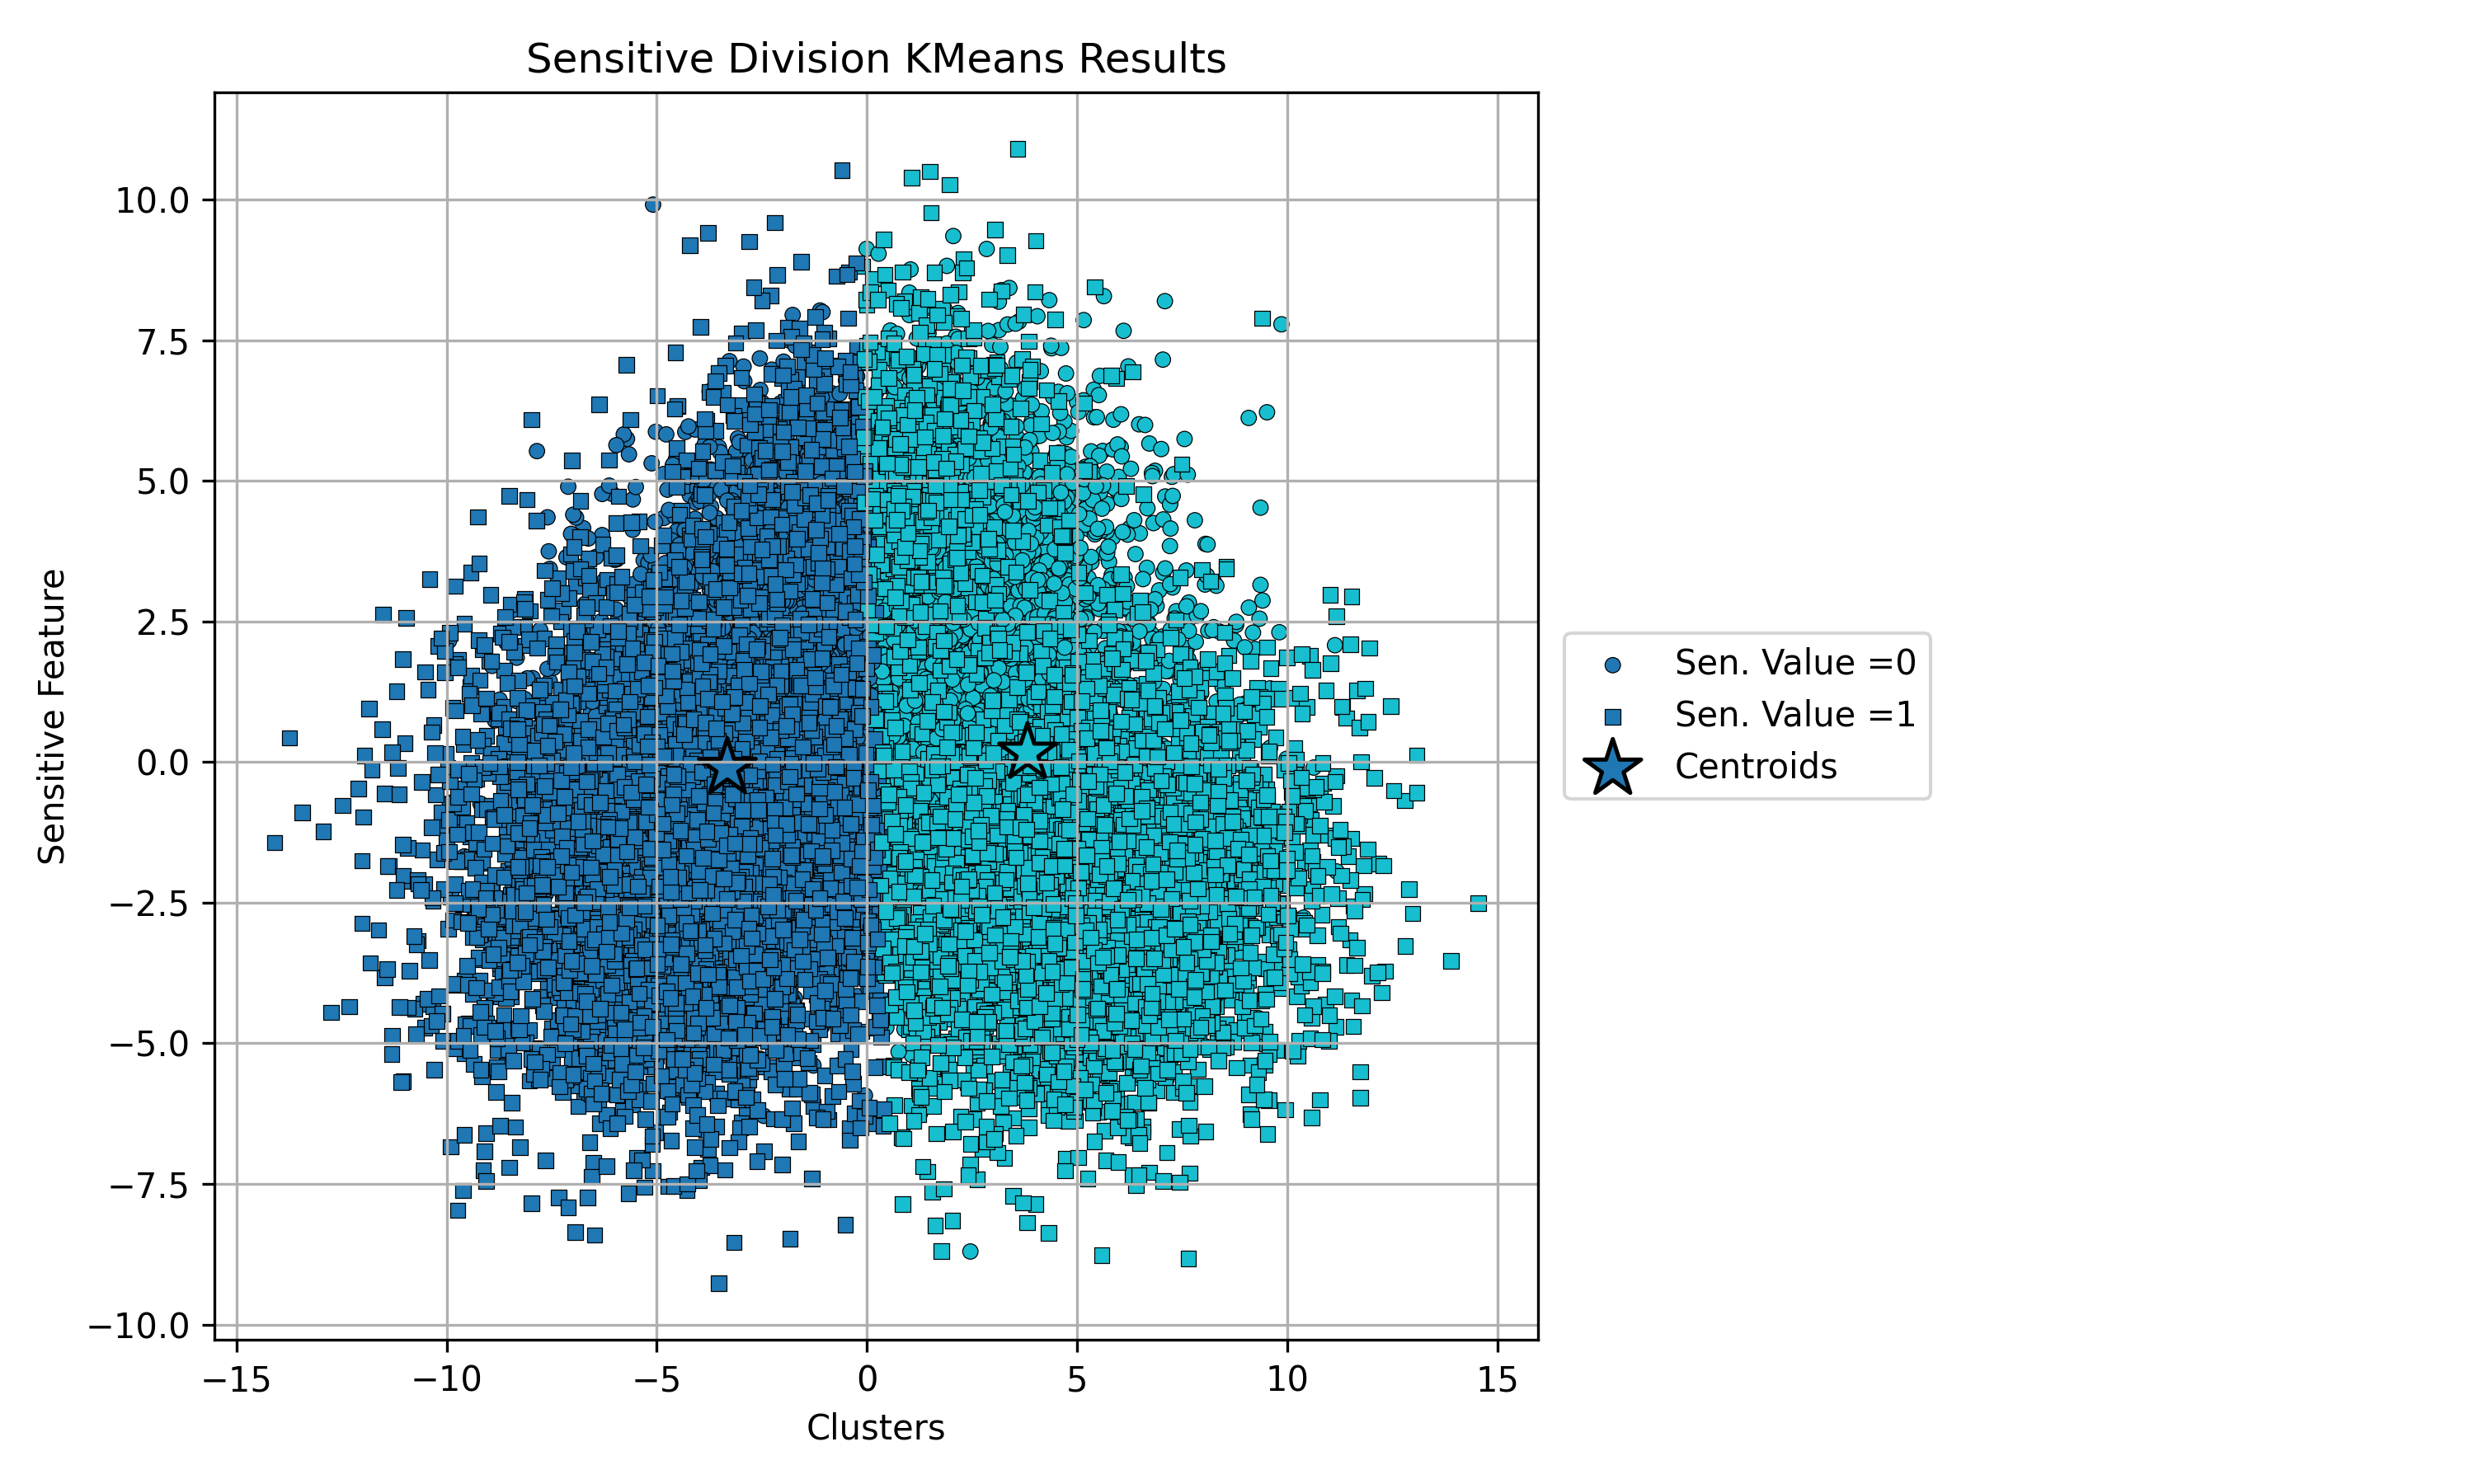 Sensitive Division KMeans Results
Sensitive Feature
10.0
7.5
5.0
2.5
0.0
−2.5
−5.0
−7.5
−10.0
−15 −10 −5 0 5 10 15
Clusters
Sen. Value =0
Sen. Value =1
Centroids